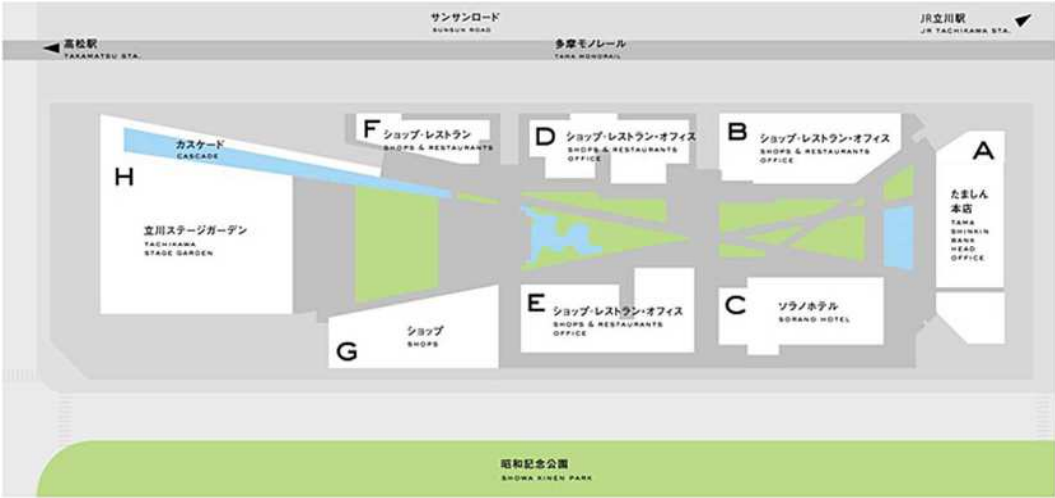 サンサンロード
SUNSUN ROAD
JR立川駅
JR TACHIKAWA STA.
高松駅
TAKAMATSU STA.
多摩モノレール
TAMA MONORAIL
カスケード
CASCADE
H
立川ステージガーデン
TACHIKAWA
STAGE GARDEN
F
ショップ・レストラン
SHOPS & RESTAURANTS
D
ショップ・レストラン・オフィス
SHOPS & RESTAURANTS
OFFICE
B
ショップ・レストラン・オフィス
SHOPS & RESTAURANTS
OFFICE
A
たましん
本店
TAMA
SHINKIN
BANK
HEAD
OFFICE
G
ショップ
SHOPS
E
ショップ・レストラン・オフィス
SHOPS & RESTAURANTS
OFFICE
C
ソラノホテル
SORANO HOTEL
昭和記念公園
SHOWA KINEN PARK